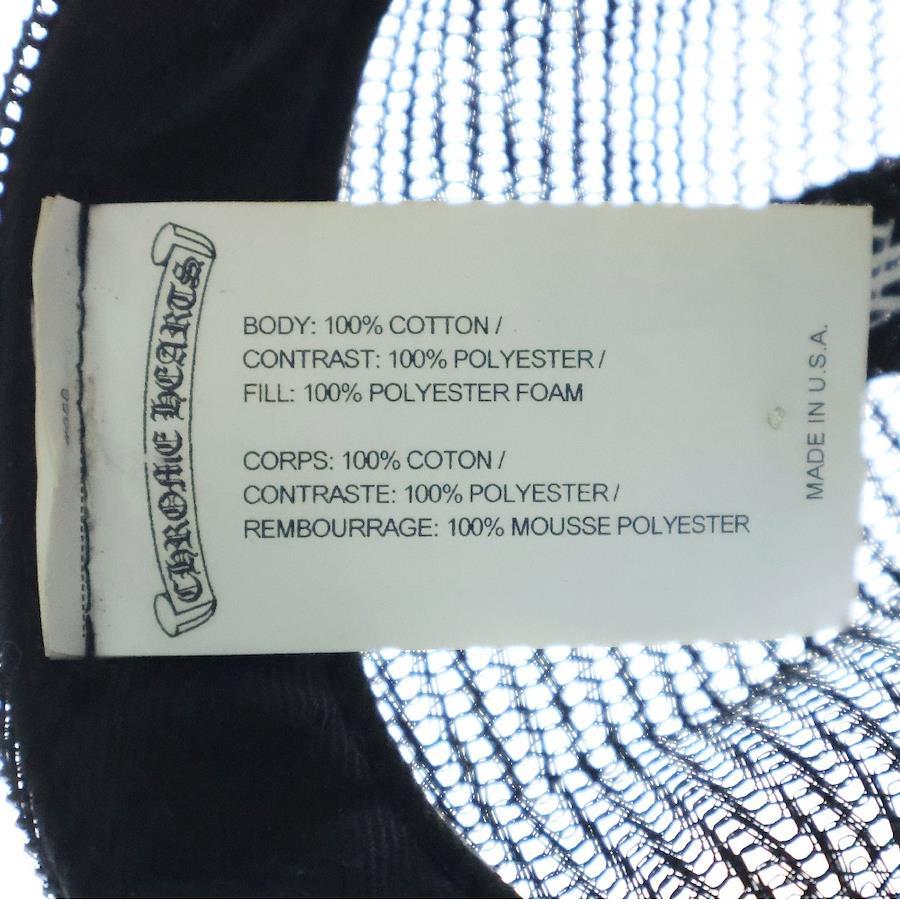 CHROME HEARTS
BODY: 100% COTTON /
CONTRAST: 100% POLYESTER /
FILL: 100% POLYESTER FOAM
CORPS: 100% COTON /
CONTRASTE: 100% POLYESTER /
REMBOURRAGE: 100% MOUSSE POLYESTER
MADE IN U.S.A.